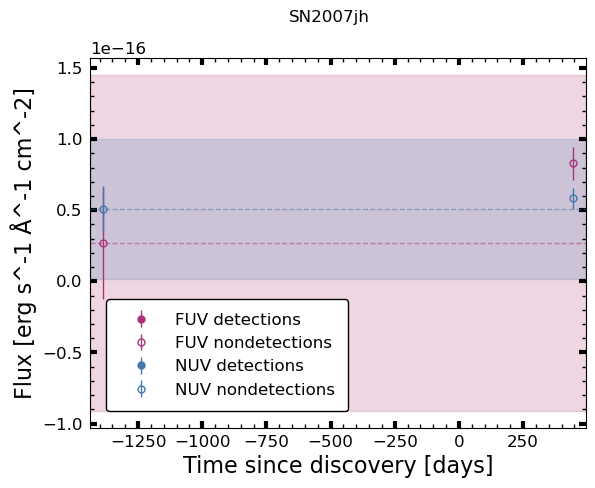 SN2007jh
1e−16
1.5
1.0
0.5
0.0
−0.5
−1.0
Flux [erg s^-1 Å^-1 cm^-2]
FUV detections
FUV nondetections
NUV detections
NUV nondetections
−1250 −1000 −750 −500 −250 0 250
Time since discovery [days]